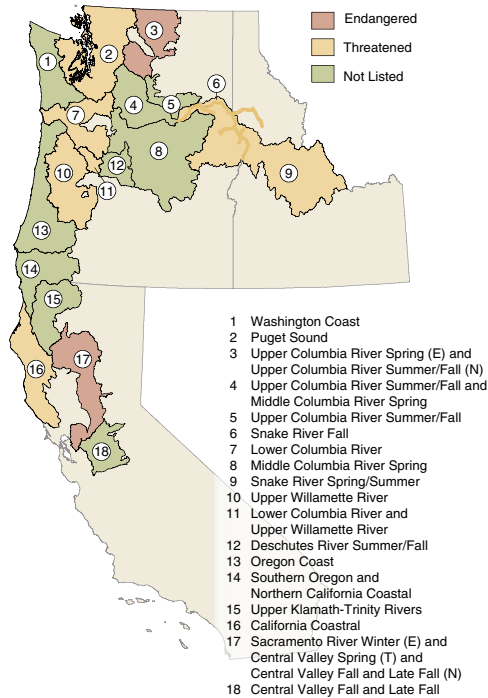 Endangered
Threatened
Not Listed
1
2
3
4
5
6
7
8
9
10
11
12
13
14
15
16
17
18
1 Washington Coast
2 Puget Sound
3 Upper Columbia River Spring (E) and
Upper Columbia River Summer/Fall (N)
4 Upper Columbia River Summer/Fall and
Middle Columbia River Spring
5 Upper Columbia River Summer/Fall
6 Snake River Fall
7 Lower Columbia River
8 Middle Columbia River Spring
9 Snake River Spring/Summer
10 Upper Willamette River
11 Lower Columbia River and
Upper Willamette River
12 Deschutes River Summer/Fall
13 Oregon Coast
14 Southern Oregon and
Northern California Coastal
15 Upper Klamath-Trinity Rivers
16 California Coastral
17 Sacramento River Winter (E) and
Central Valley Spring (T) and
Central Valley Fall and Late Fall (N)
18 Central Valley Fall and Late Fall